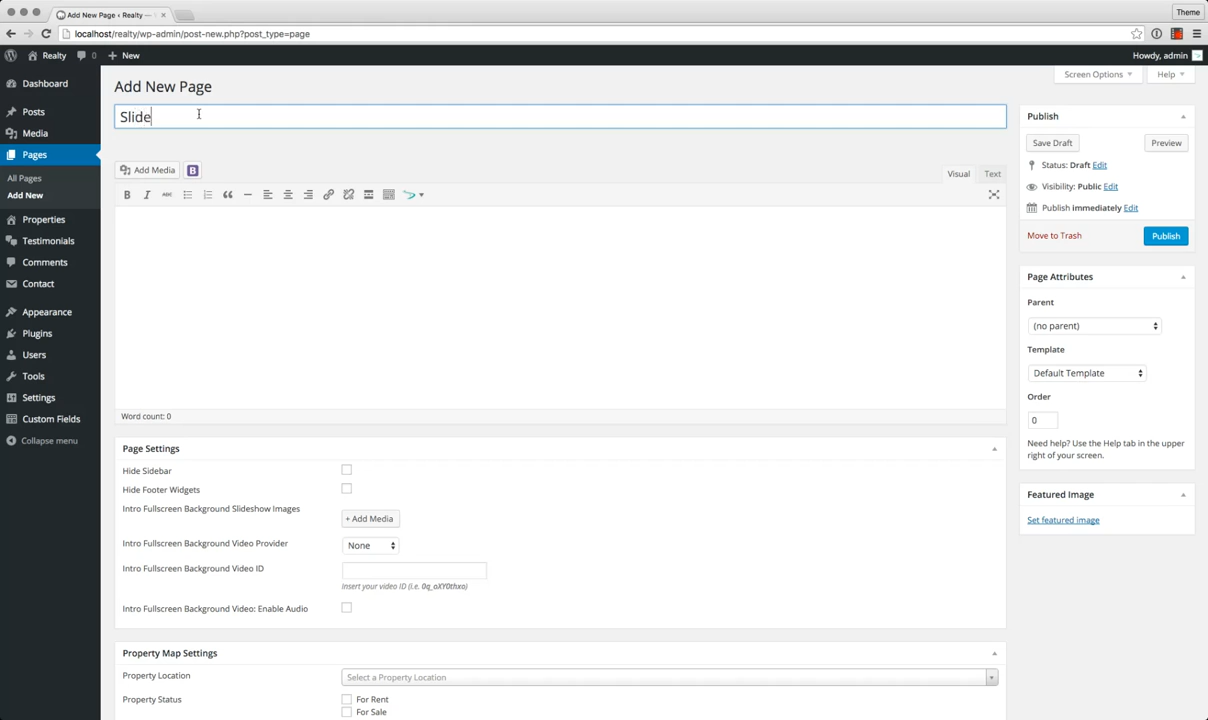 Add New Page ‹ Realty —
Theme
localhost/realty/wp-admin/post-new.php?post_type=page
Realty
0
New
Howdy, admin
Dashboard
Posts
Media
Pages
All Pages
Add New
Properties
Testimonials
Comments
Contact
Appearance
Plugins
Users
Tools
Settings
Custom Fields
Collapse menu
Screen Options
Help
Add New Page
Slide
Add Media
B
Visual
Text
B
I
ABC
Word count: 0
Page Settings
Hide Sidebar
Hide Footer Widgets
Intro Fullscreen Background Slideshow Images
+ Add Media
Intro Fullscreen Background Video Provider
None
Intro Fullscreen Background Video ID
Insert your video ID (i.e. 0q_oXY0thxo)
Intro Fullscreen Background Video: Enable Audio
Property Map Settings
Property Location
Select a Property Location
Property Status
For Rent
For Sale
Publish
Save Draft
Preview
Status: Draft Edit
Visibility: Public Edit
Publish immediately Edit
Move to Trash
Publish
Page Attributes
Parent
(no parent)
Template
Default Template
Order
0
Need help? Use the Help tab in the upper
right of your screen.
Featured Image
Set featured image